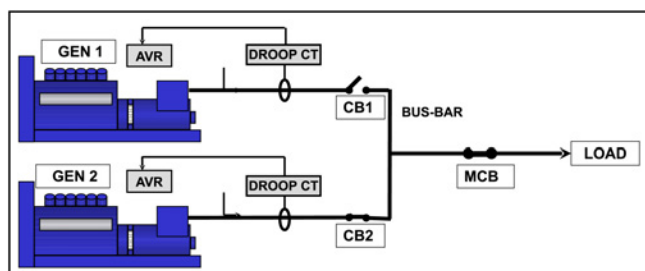 GEN 1
AVR
DROOP CT
CB1
BUS-BAR
LOAD
MCB
GEN 2
AVR
DROOP CT
CB2